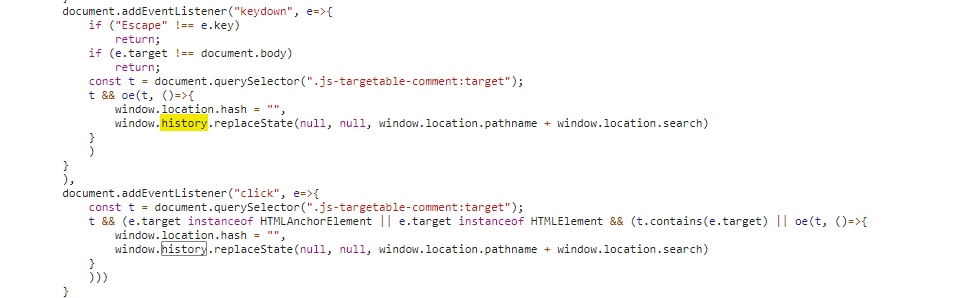 document.addEventListener("keydown", e=>{
if ("Escape" !== e.key)
return;
if (e.target !== document.body)
return;
const t = document.querySelector(".js-targetable-comment:target");
t && oe(t, ()=>{
window.location.hash = "",
window.history.replaceState(null, null, window.location.pathname + window.location.search)
}
)
}
),
document.addEventListener("click", e=>{
const t = document.querySelector(".js-targetable-comment:target");
t && (e.target instanceof HTMLAnchorElement || e.target instanceof HTMLElement && (t.contains(e.target) || oe(t, ()=>{
window.location.hash = "",
window.history.replaceState(null, null, window.location.pathname + window.location.search)
}
)))
}